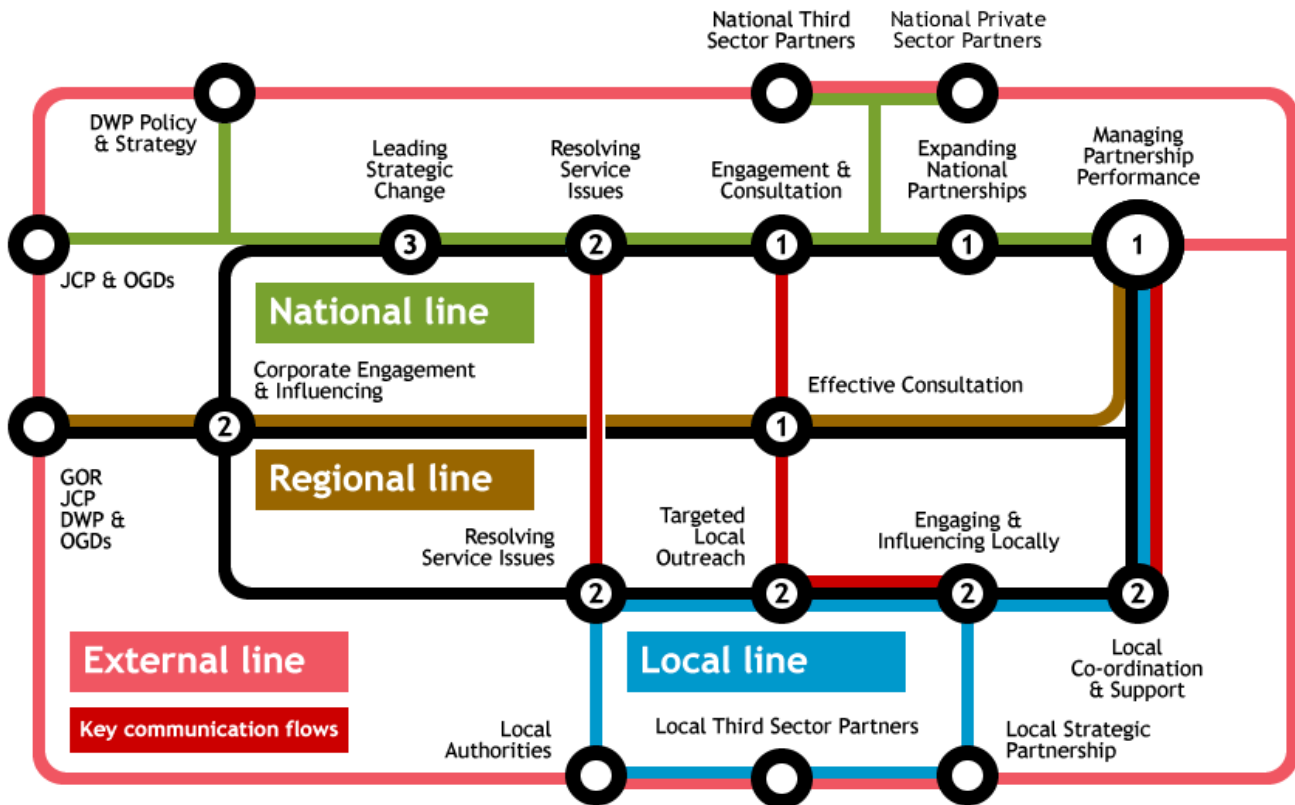 National Third
Sector Partners
National Private
Sector Partners
DWP Policy
& Strategy
Leading
Strategic
Change
Resolving
Service
Issues
Engagement &
Consultation
Expanding
National
Partnerships
Managing
Partnership
Performance
3
2
1
1
1
JCP & OGDs
National line
Corporate Engagement
& Influencing
Effective Consultation
2
1
GOR
JCP
DWP &
OGDs
Regional line
Resolving
Service Issues
Targeted
Local
Outreach
Engaging &
Influencing Locally
2
2
2
2
External line
Local line
Local
Co-ordination
& Support
Key communication flows
Local
Authorities
Local Third Sector Partners
Local Strategic
Partnership